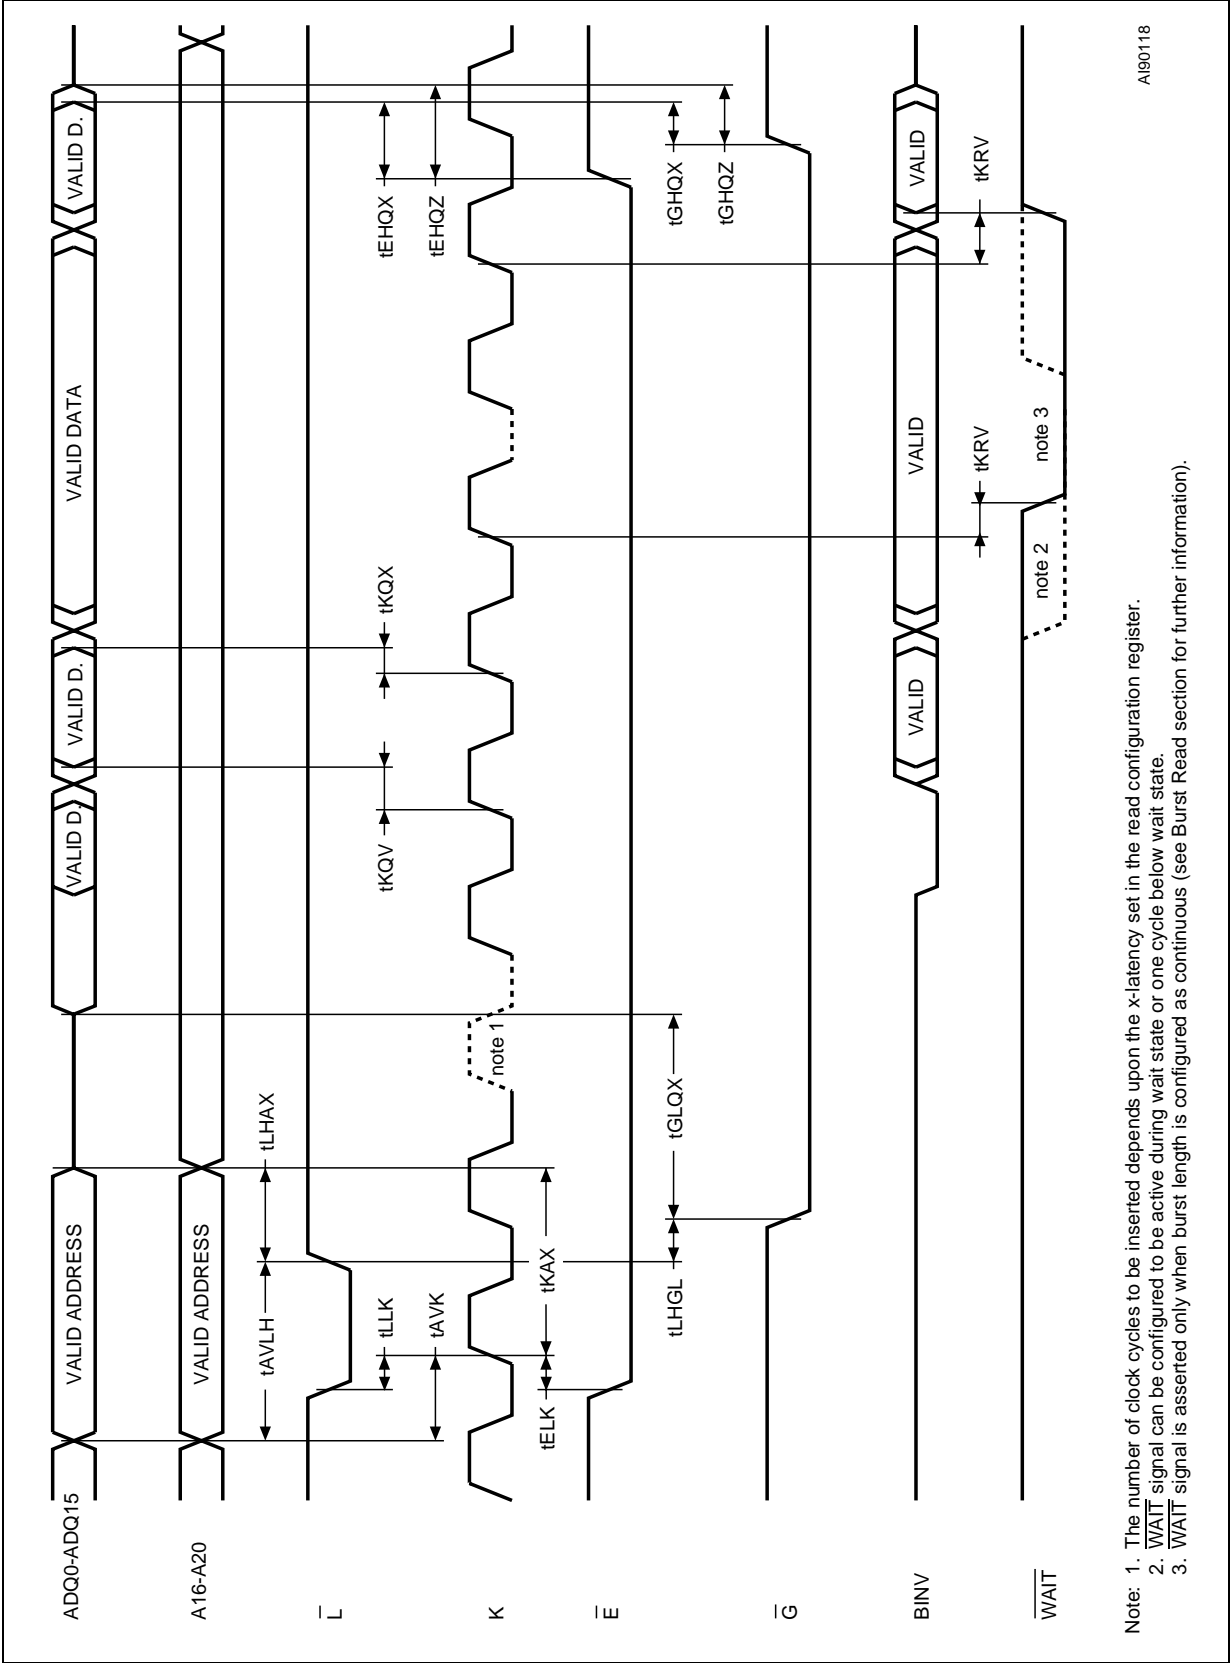 ADQ0-ADQ15
VALID ADDRESS
VALID D.
VALID D.
VALID DATA
VALID D.
A16-A20
VALID ADDRESS
L
tAVLH
tLHAX
tLLK
tAVK
tKQV
tKQX
tEHQX
tEHQZ
K
note 1
tELK
tKAX
E
tLHGL
tGLQX
tGHQX
tGHQZ
G
BINV
VALID
VALID
VALID
tKRV
tKRV
WAIT
note 2
note 3
Note: 1. The number of clock cycles to be inserted depends upon the x-latency set in the read configuration register.
2. WAIT signal can be configured to be active during wait state or one cycle below wait state.
3. WAIT signal is asserted only when burst length is configured as continuous (see Burst Read section for further information).
AI90118